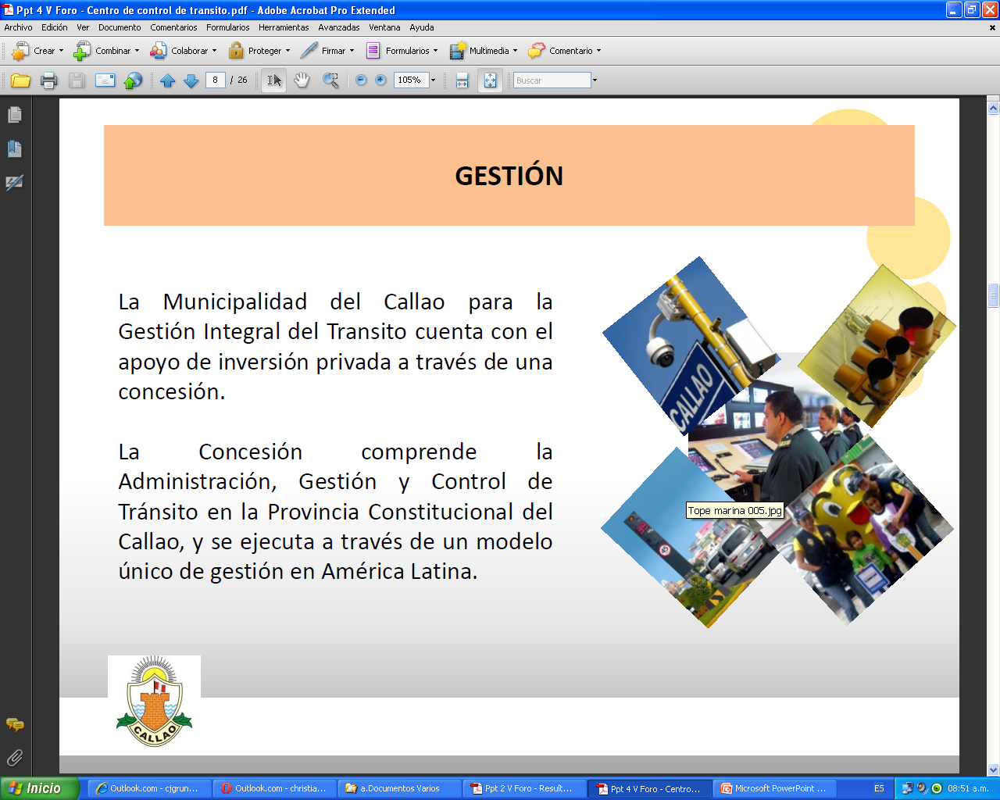 Ppt 4 V Foro - Centro de control de transito.pdf - Adobe Acrobat Pro Extended
Archivo Edición Ver Documento Comentarios Formularios Herramientas Avanzadas Ventana Ayuda
Crear Combinar Colaborar Proteger Firmar Formularios Multimedia Comentario
8 / 26 105% Buscar
GESTIÓN
La Municipalidad del Callao para la
Gestión Integral del Transito cuenta con el
apoyo de inversión privada a través de una
concesión.
La Concesión comprende la
Administración, Gestión y Control de
Tránsito en la Provincia Constitucional del
Callao, y se ejecuta a través de un modelo
único de gestión en América Latina.
CALLAO
Tope marina 005.jpg
CALLAO
Inicio Outlook.com - cjgrun... Outlook.com - christia... a.Documentos Varios Ppt 2 V Foro - Result... Ppt 4 V Foro - Centro... Microsoft PowerPoint ... ES 08:51 a.m.